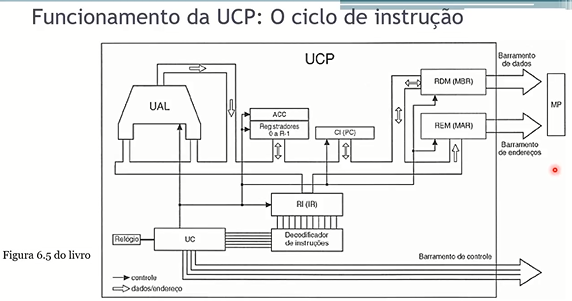 Funcionamento da UCP: O ciclo de instrução
UCP
Barramento
de dados
RDM (MBR)
UAL
MP
ACC
Registradores
0 a R-1
CI (PC)
REM (MAR)
Barramento
de endereços
RI (IR)
Relógio
UC
Decodificador
de instruções
Figura 6.5 do livro
Barramento de controle
controle
dados/endereço